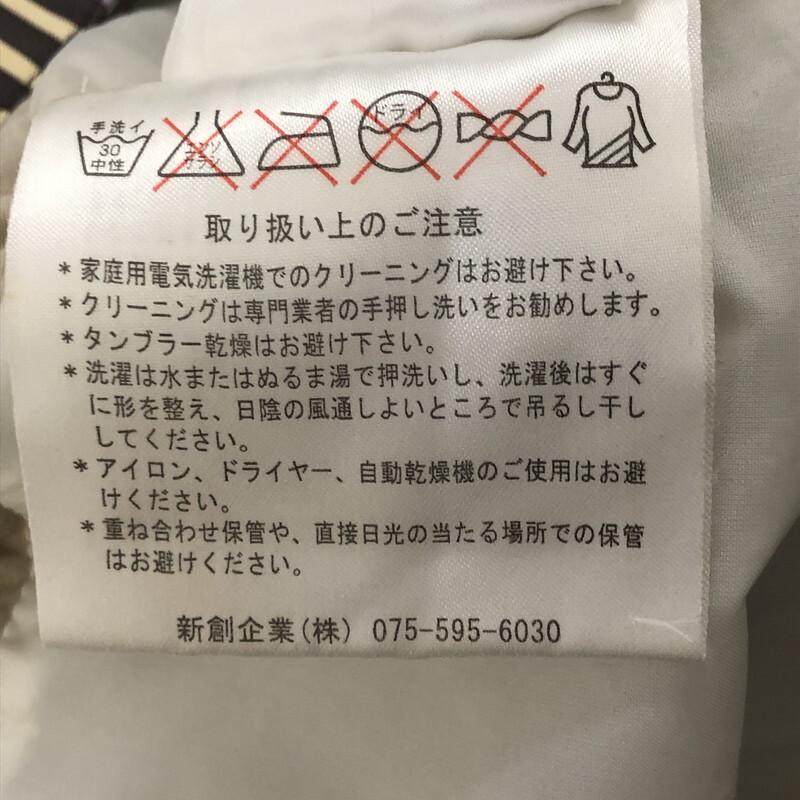 手洗イ
30
中性
エンソ
サラシ
ドライ
取り扱い上のご注意
*家庭用電気洗濯機でのクリーニングはお避け下さい。
*クリーニングは専門業者の手押し洗いをお勧めします。
*タンブラー乾燥はお避け下さい。
*洗濯は水またはぬるま湯で押洗いし、洗濯後はすぐ
に形を整え、日陰の風通しよいところで吊るし干し
してください。
*アイロン、ドライヤー、自動乾燥機のご使用はお避
けください。
*重ね合わせ保管や、直接日光の当たる場所での保管
はお避けください。
新創企業(株) 075-595-6030